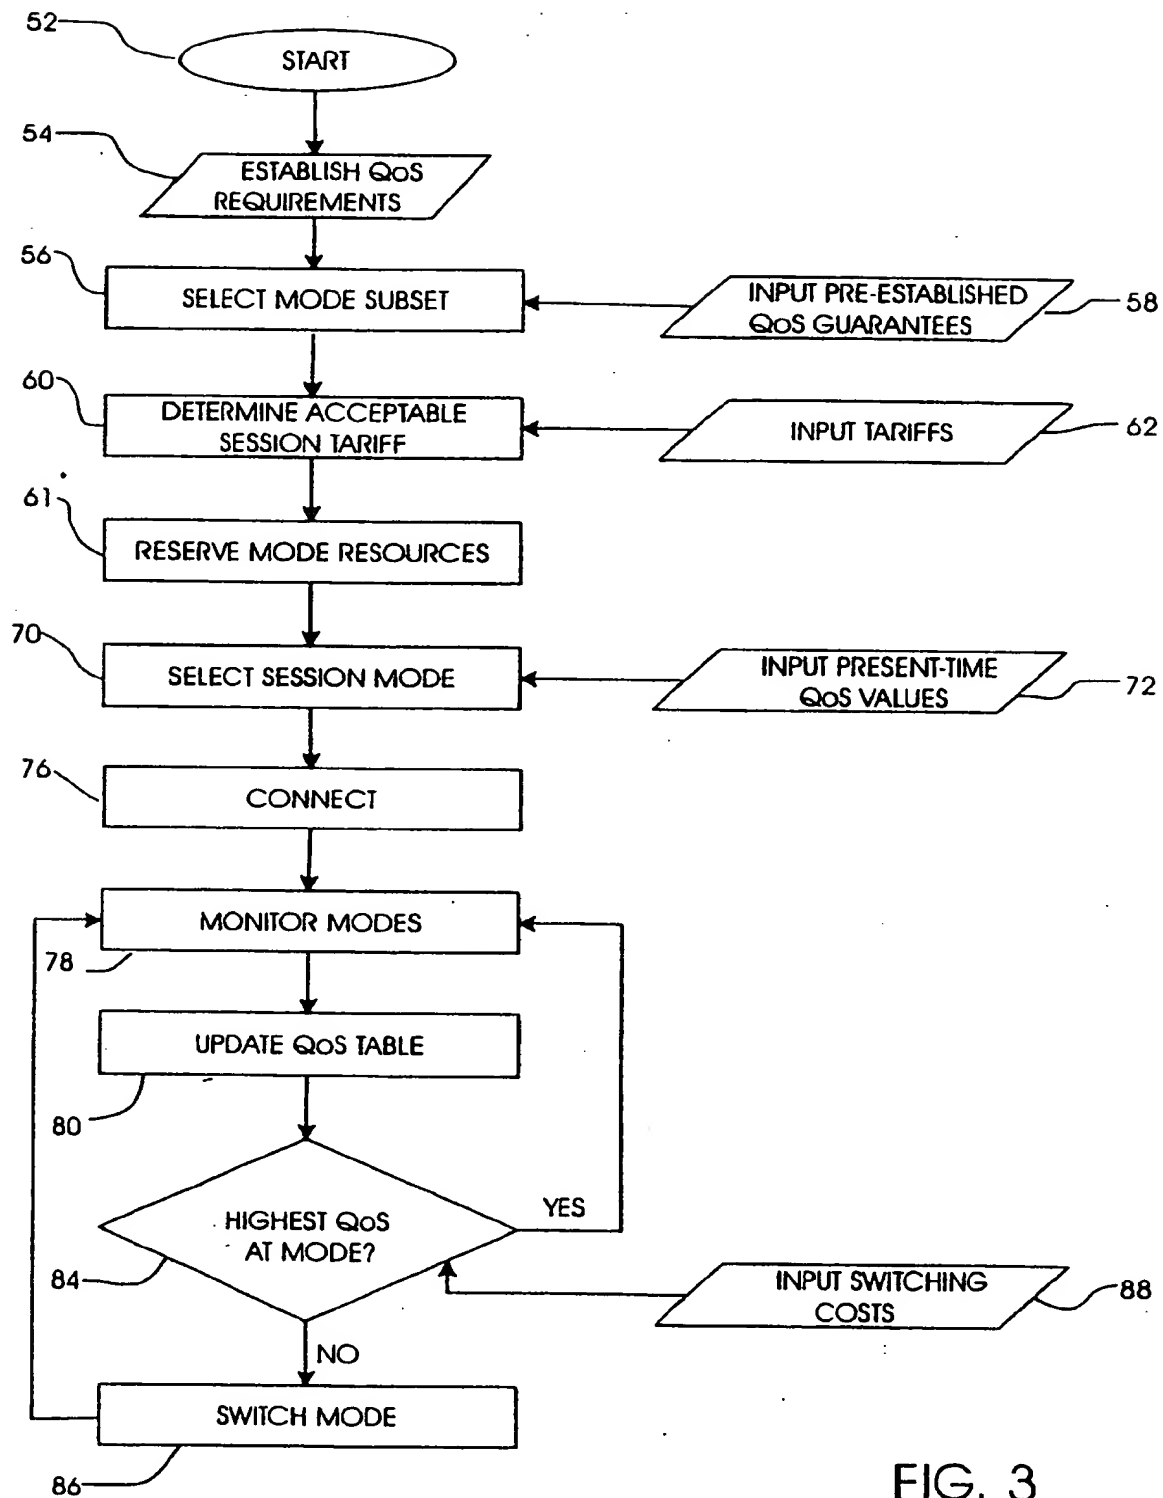 52
START
54
ESTABLISH QoS
REQUIREMENTS
56
SELECT MODE SUBSET
INPUT PRE-ESTABLISHED
QoS GUARANTEES
58
60
DETERMINE ACCEPTABLE
SESSION TARIFF
INPUT TARIFFS
62
61
RESERVE MODE RESOURCES
70
SELECT SESSION MODE
INPUT PRESENT-TIME
QoS VALUES
72
76
CONNECT
MONITOR MODES
78
UPDATE QoS TABLE
80
YES
HIGHEST QoS
AT MODE?
84
INPUT SWITCHING
COSTS
88
NO
SWITCH MODE
86
FIG. 3